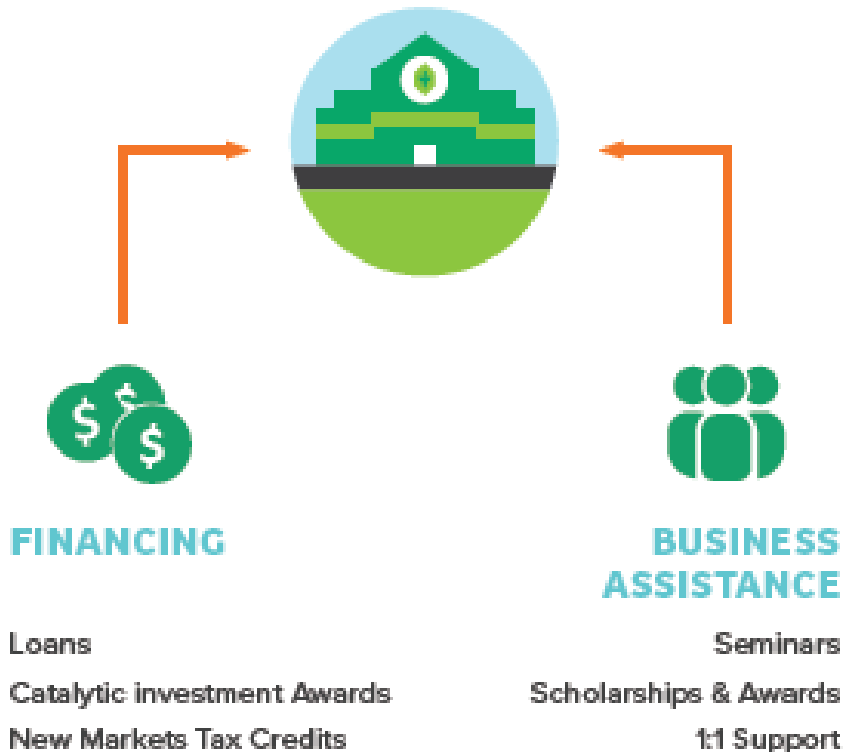 $ $ $
FINANCING
Loans
Catalytic investment Awards
New Markets Tax Credits
BUSINESS
ASSISTANCE
Seminars
Scholarships & Awards
1:1 Support